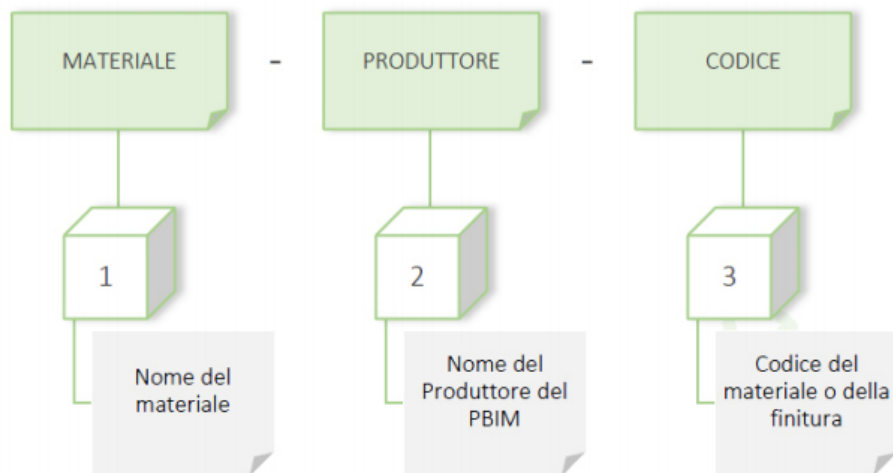 MATERIALE - PRODUTTORE - CODICE
1 2 3
Nome del
materiale
Nome del
Produttore del
PBIM
Codice del
materiale o della
finitura